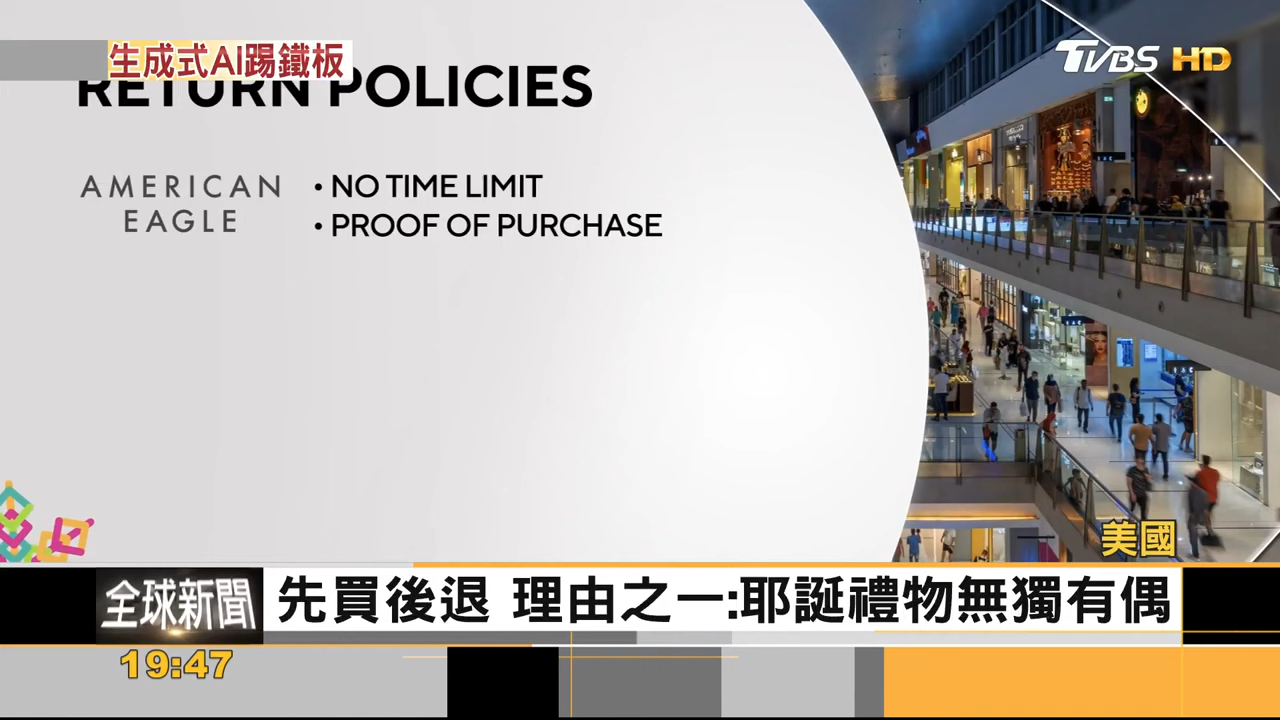 生成式AI踢鐵板
TVBS HD
RETURN POLICIES
AMERICAN EAGLE
• NO TIME LIMIT
• PROOF OF PURCHASE
美國
全球新聞
先買後退 理由之一:耶誕禮物無獨有偶
19:47